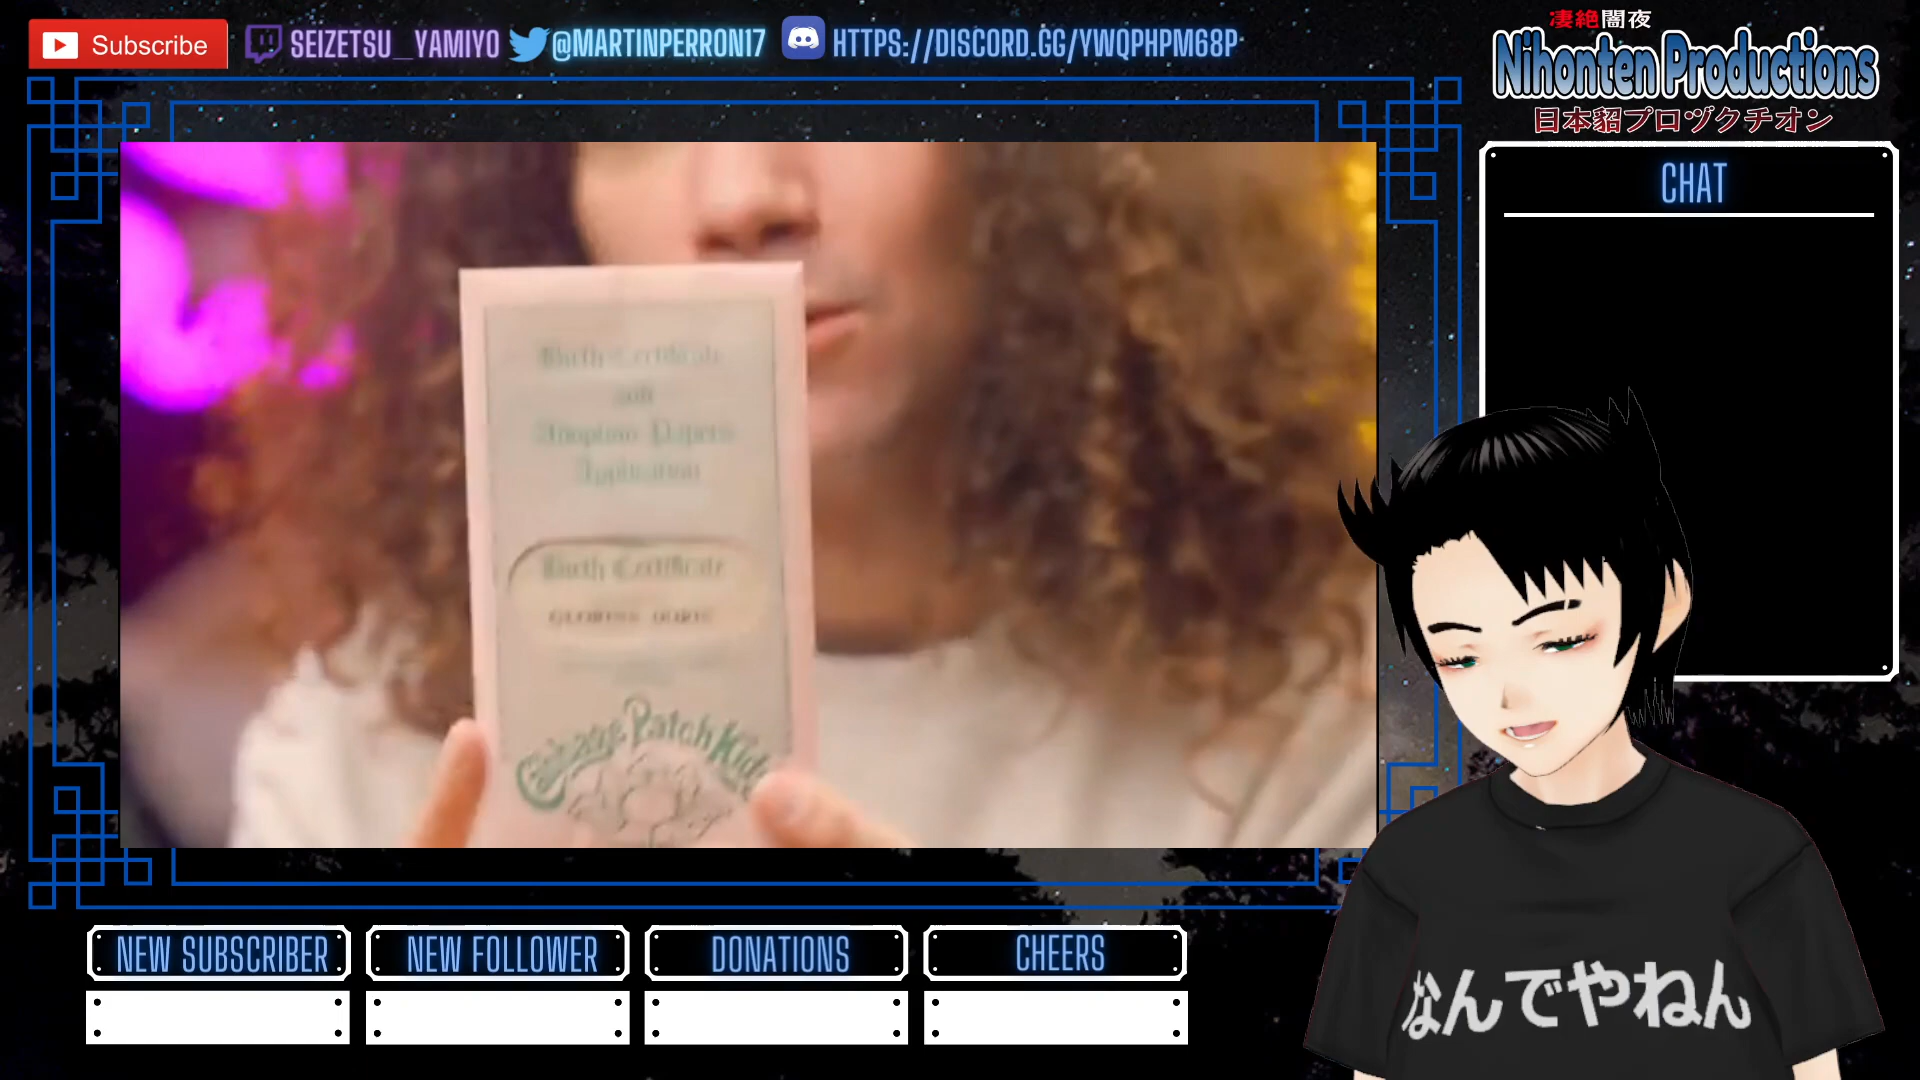 Subscribe
SEIZETSU_YAMIYO
@MARTINPERRON17
HTTPS://DISCORD.GG/YWQPHPM68P
凄絶闇夜
Nihonten Productions
日本貂プロヅクチオン
CHAT
Birth Certificate
and
Adoption Papers
Application
Birth Certificate
Cabbage Patch Kids
なんでやねん
NEW SUBSCRIBER
NEW FOLLOWER
DONATIONS
CHEERS